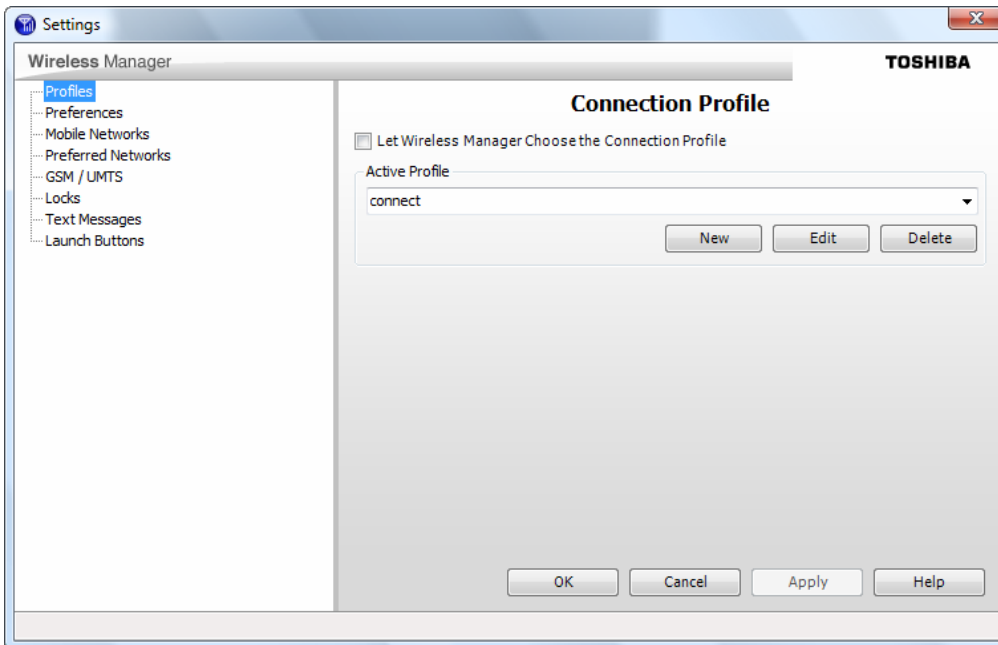 Settings
Wireless Manager
TOSHIBA
Profiles
Preferences
Mobile Networks
Preferred Networks
GSM / UMTS
Locks
Text Messages
Launch Buttons
Connection Profile
Let Wireless Manager Choose the Connection Profile
Active Profile
connect
New Edit Delete
OK Cancel Apply Help